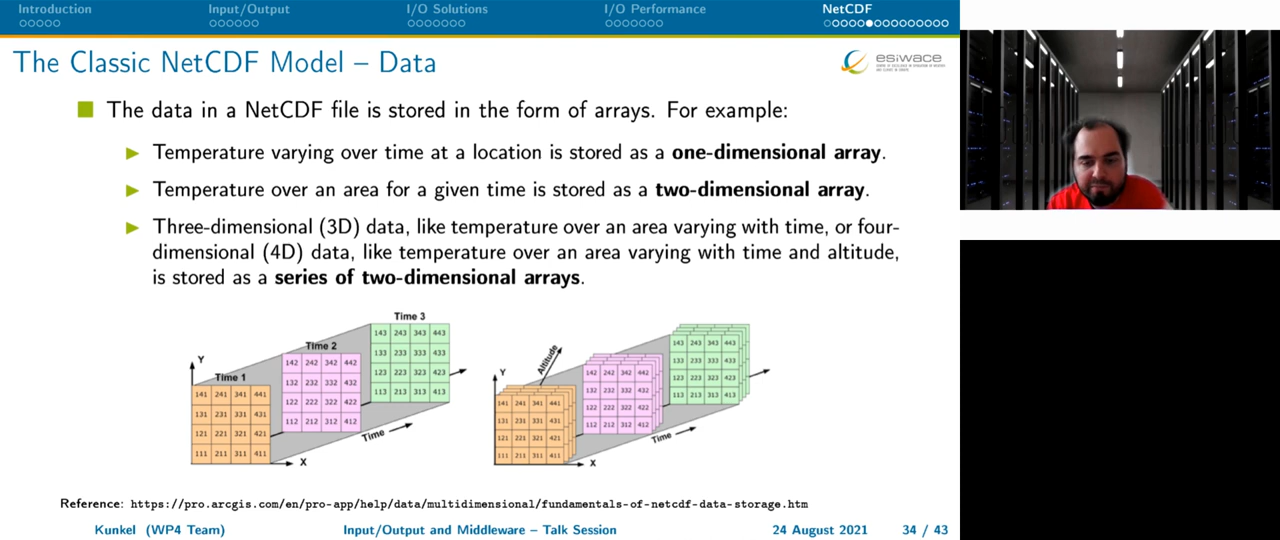 Introduction Input/Output I/O Solutions I/O Performance NetCDF
The Classic NetCDF Model – Data
esiwace
The data in a NetCDF file is stored in the form of arrays. For example:
Temperature varying over time at a location is stored as a one-dimensional array.
Temperature over an area for a given time is stored as a two-dimensional array.
Three-dimensional (3D) data, like temperature over an area varying with time, or four-
dimensional (4D) data, like temperature over an area varying with time and altitude,
is stored as a series of two-dimensional arrays.
Y
Time 1
141 241 341 441
131 231 331 431
121 221 321 421
111 211 311 411
X
Time 2
142 242 342 442
132 232 332 432
122 222 322 422
112 212 312 412
Time 3
143 243 343 443
133 233 333 433
123 223 323 423
113 213 313 413
Time
Y
Altitude
141 241 341 441
131 231 331 431
121 221 321 421
111 211 311 411
X
142 242 342 442
132 232 332 432
122 222 322 422
112 212 312 412
143 243 343 443
133 233 333 433
123 223 323 423
113 213 313 413
Time
Reference: https://pro.arcgis.com/en/pro-app/help/data/multidimensional/fundamentals-of-netcdf-data-storage.htm
Kunkel (WP4 Team) Input/Output and Middleware – Talk Session 24 August 2021 34 / 43